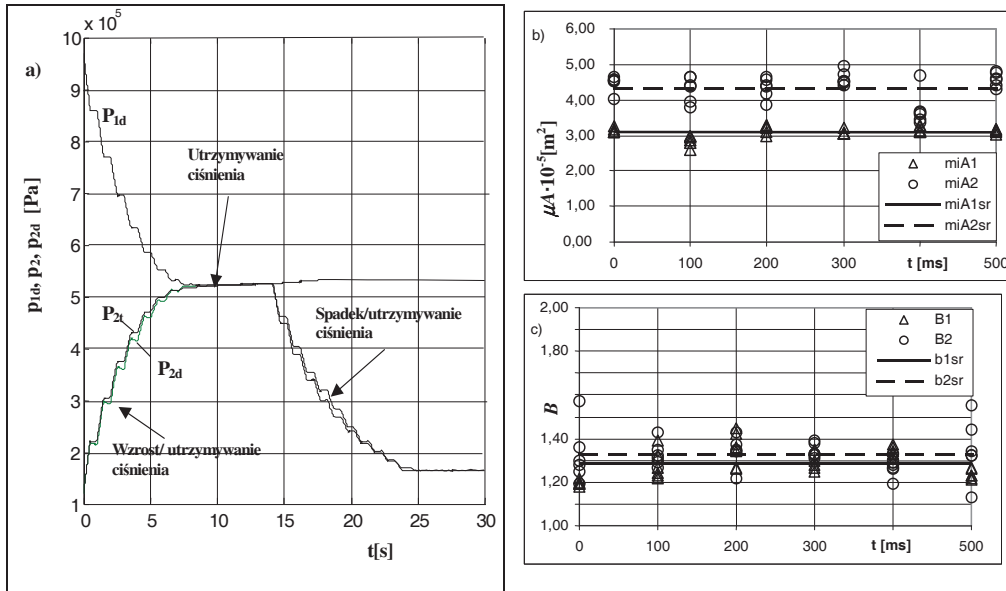 x 10⁵
10
9
8
7
6
5
4
3
2
1
a)
P1d
Utrzymywanie
ciśnienia
P2t
P2d
Spadek/utrzymywanie
ciśnienia
Wzrost/ utrzymywanie
ciśnienia
p1d, p2, p2d [Pa]
0 5 10 15 20 25 30
t[s]
b)
6,00
5,00
4,00
3,00
2,00
1,00
0,00
μA·10⁻⁵[m²]
miA1
miA2
miA1sr
miA2sr
0 100 200 300 400 500
t [ms]
c)
2,00
1,80
1,60
1,40
1,20
1,00
B
B1
B2
b1sr
b2sr
0 100 200 300 400 t [ms] 500